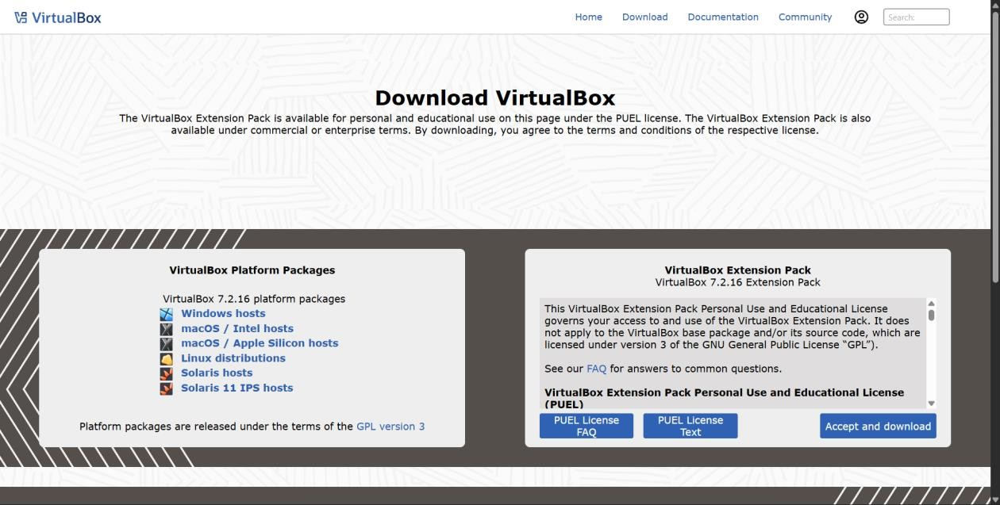 VirtualBox
Home Download Documentation Community Search:
Download VirtualBox
The VirtualBox Extension Pack is available for personal and educational use on this page under the PUEL license. The VirtualBox Extension Pack is also
available under commercial or enterprise terms. By downloading, you agree to the terms and conditions of the respective license.
VirtualBox Platform Packages
VirtualBox 7.2.16 platform packages
Windows hosts
macOS / Intel hosts
macOS / Apple Silicon hosts
Linux distributions
Solaris hosts
Solaris 11 IPS hosts
Platform packages are released under the terms of the GPL version 3
VirtualBox Extension Pack
VirtualBox 7.2.16 Extension Pack
This VirtualBox Extension Pack Personal Use and Educational License
governs your access to and use of the VirtualBox Extension Pack. It does
not apply to the VirtualBox base package and/or its source code, which are
licensed under version 3 of the GNU General Public License “GPL”).
See our FAQ for answers to common questions.
VirtualBox Extension Pack Personal Use and Educational License
(PUEL)
PUEL License
FAQ
PUEL License
Text
Accept and download